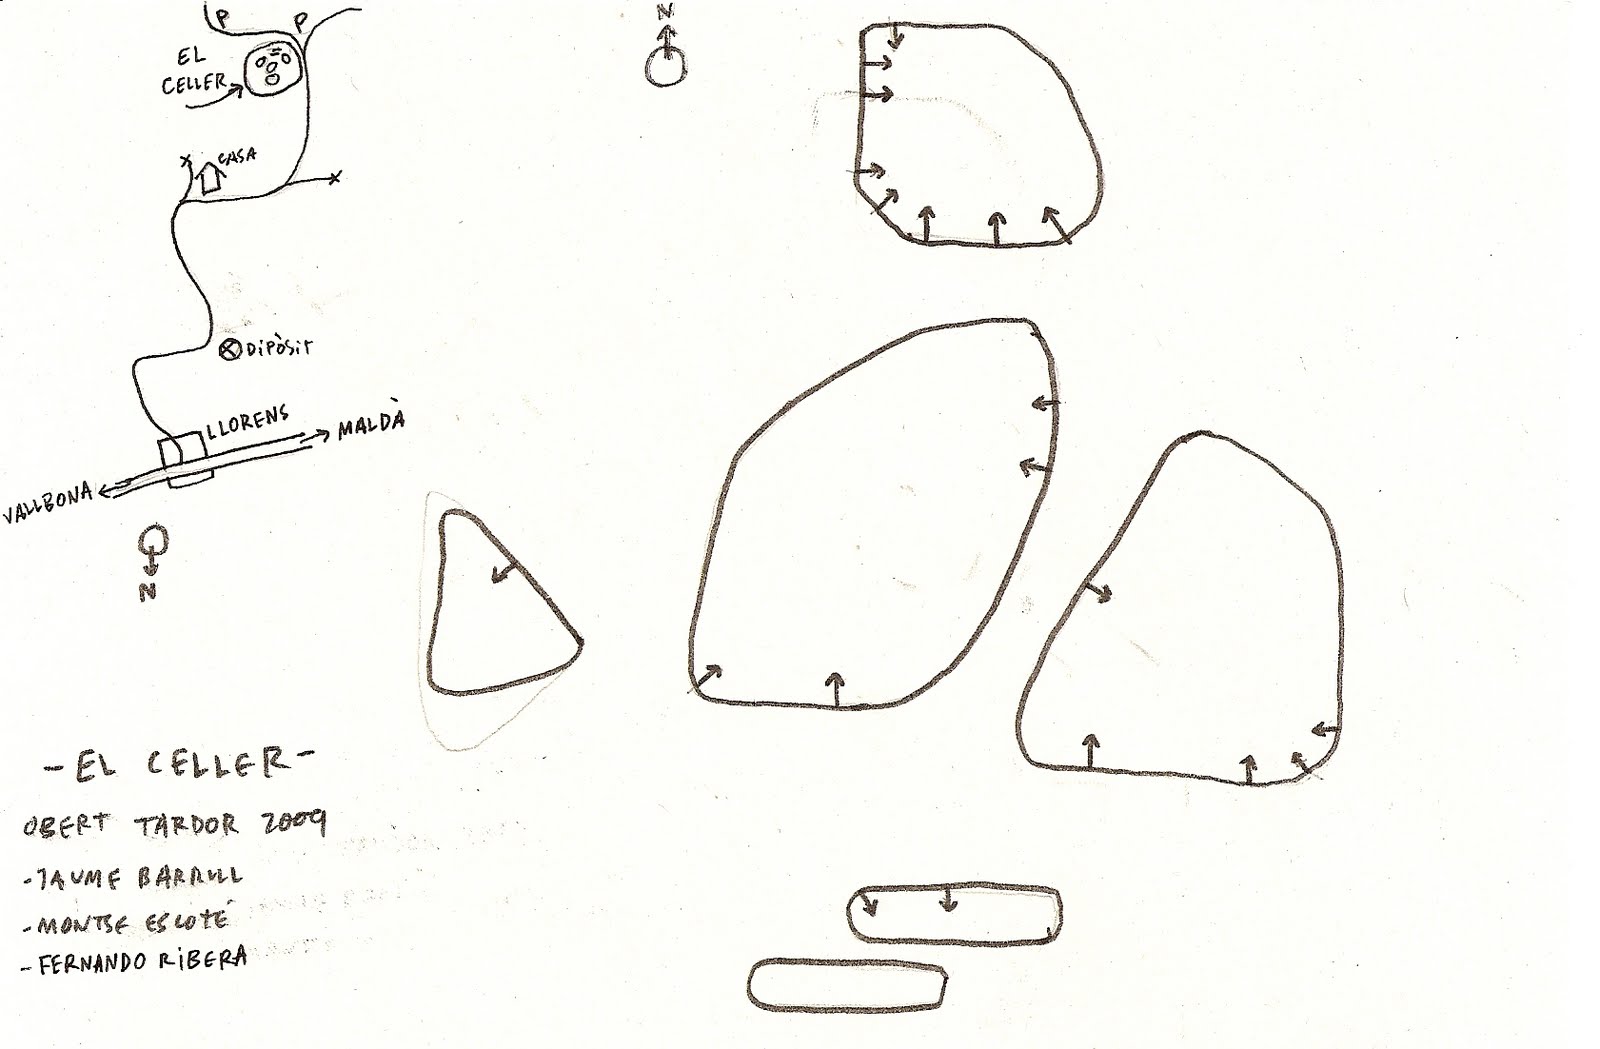 P P
N
EL
CELLER
CASA
DIPÒSIT
LLORENS
MALDÀ
VALLBONA
N
-EL CELLER-
OBERT TARDOR 2009
-JAUME BARRULL
-MONTSE ESCOTÉ
-FERNANDO RIBERA